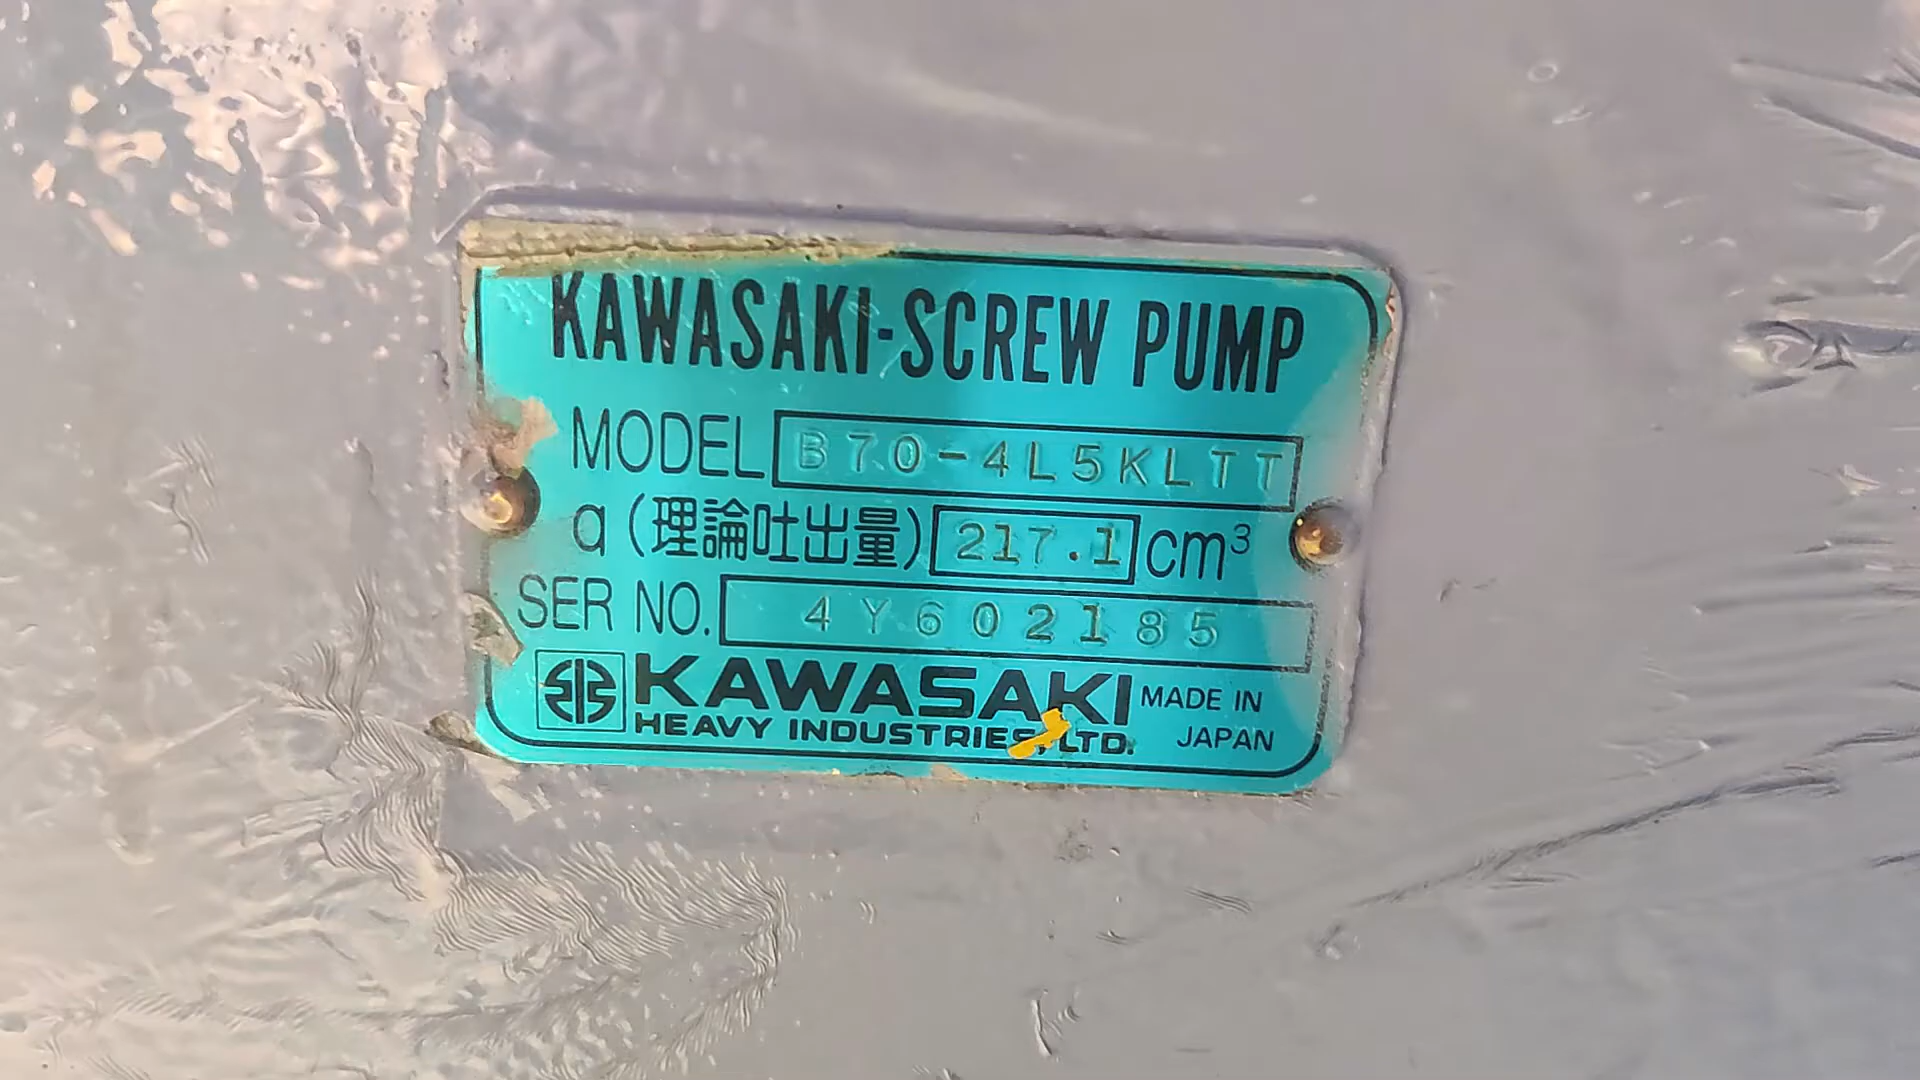 KAWASAKI-SCREW PUMP
MODEL B70-4L5KLTT
q (理論吐出量) 217.1 cm³
SER NO. 4Y602185
KAWASAKI MADE IN
HEAVY INDUSTRIES, LTD. JAPAN